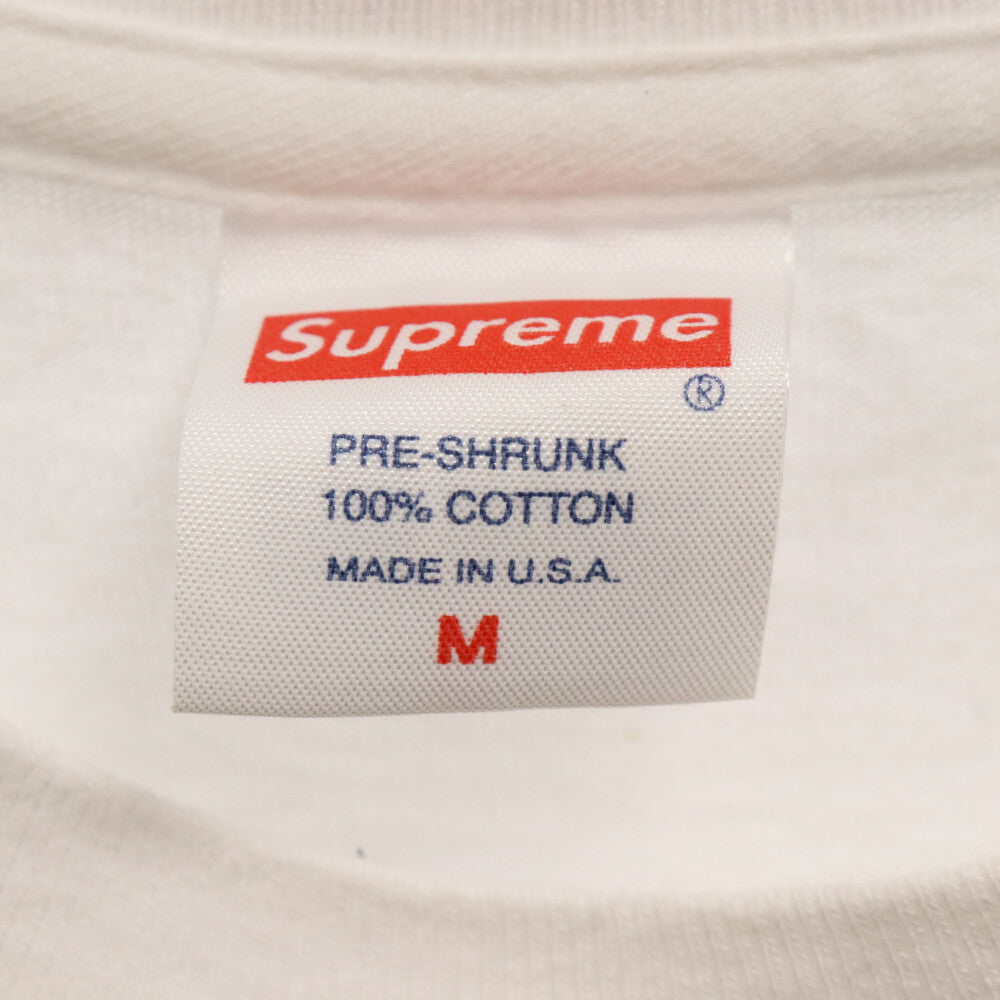 Supreme
®
PRE-SHRUNK
100% COTTON
MADE IN U.S.A.
M